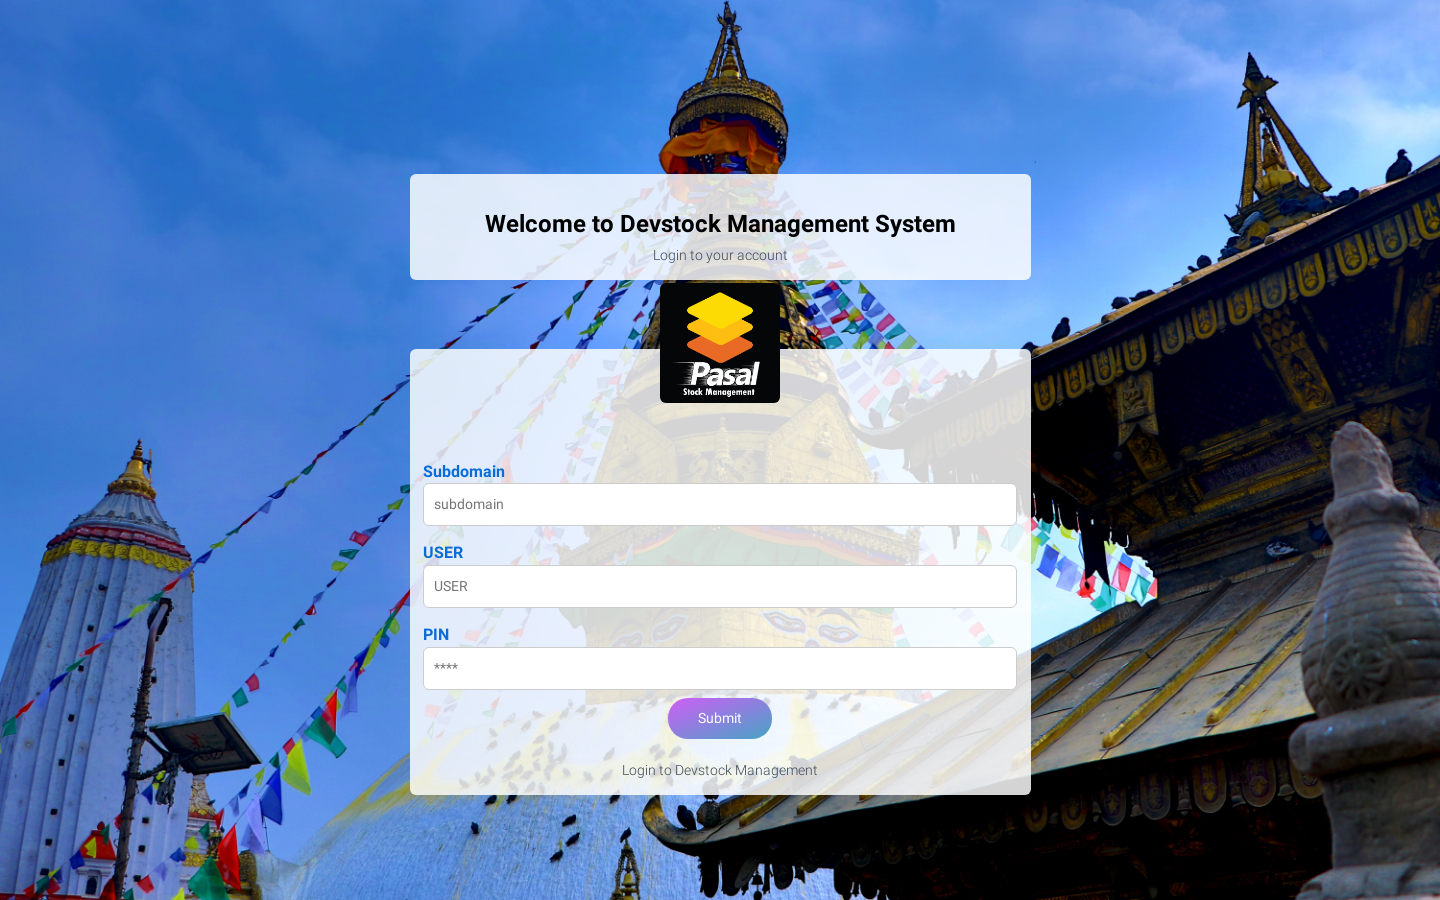 Welcome to Devstock Management System
Login to your account
Pasal
Stock Management
Subdomain
subdomain
USER
USER
PIN
****
Submit
Login to Devstock Management